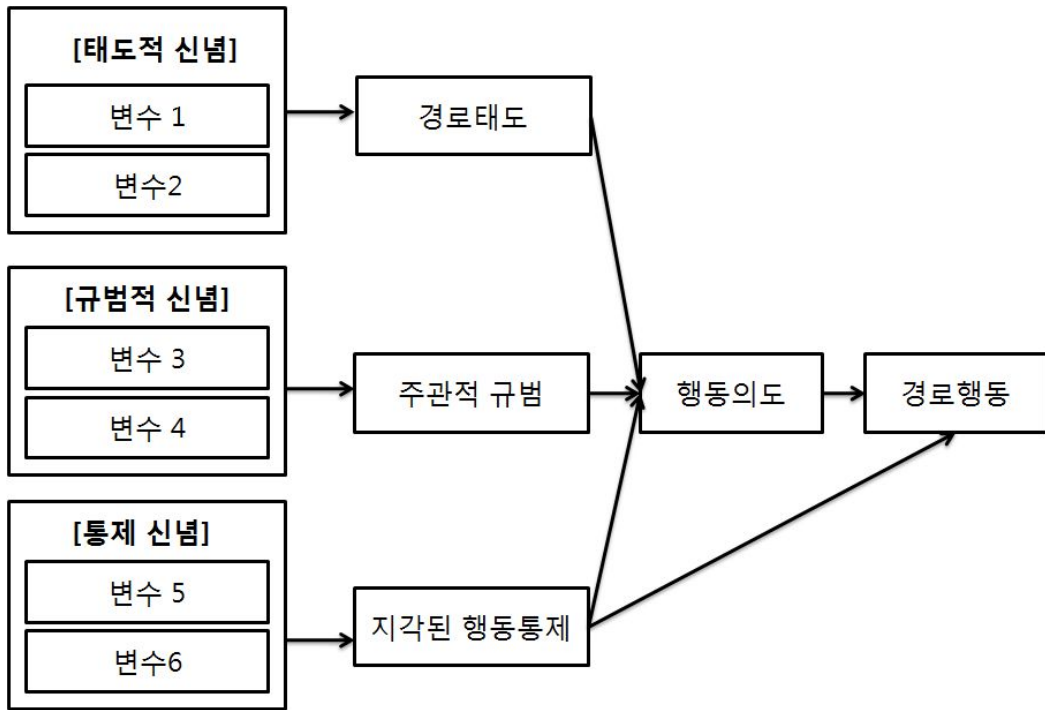 [태도적 신념]
변수 1
변수2
경로태도
[규범적 신념]
변수 3
변수 4
주관적 규범
행동의도
경로행동
[통제 신념]
변수 5
변수6
지각된 행동통제